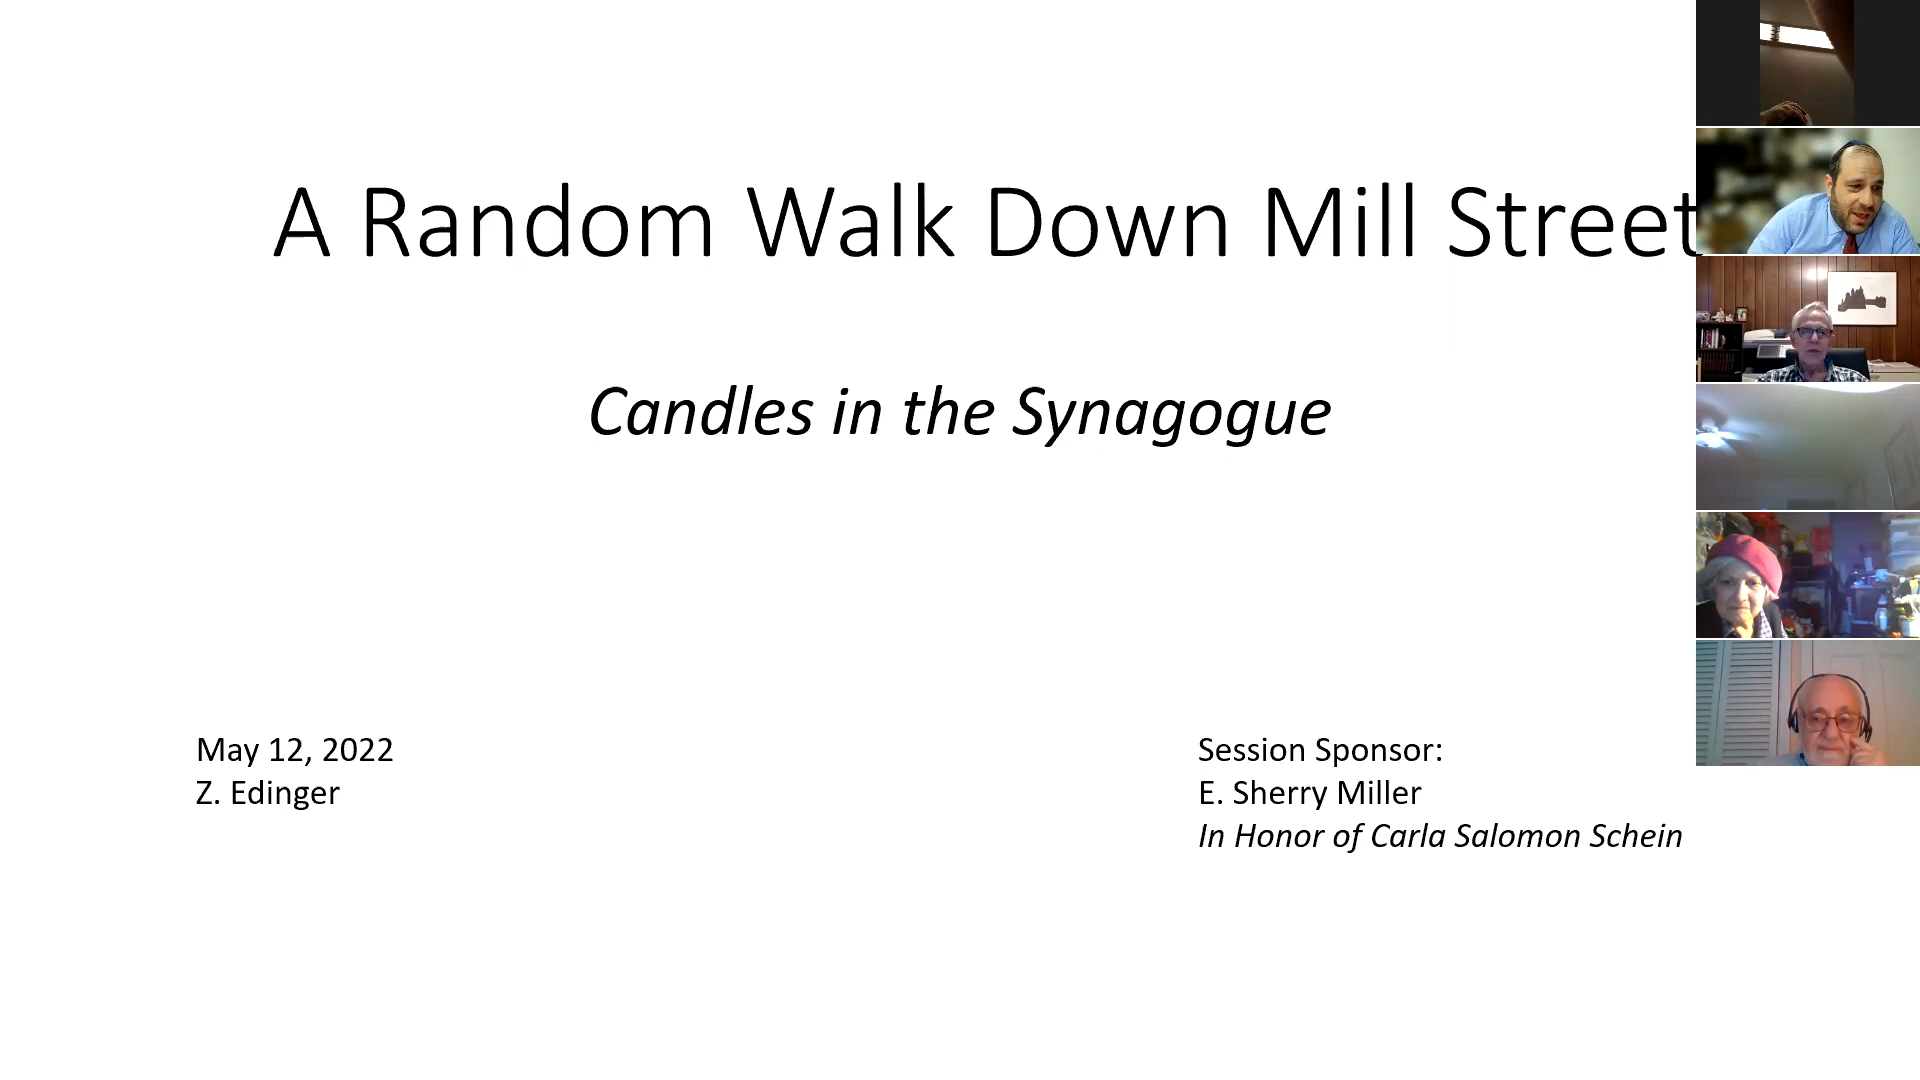 A Random Walk Down Mill Street
Candles in the Synagogue
May 12, 2022
Z. Edinger
Session Sponsor:
E. Sherry Miller
In Honor of Carla Salomon Schein